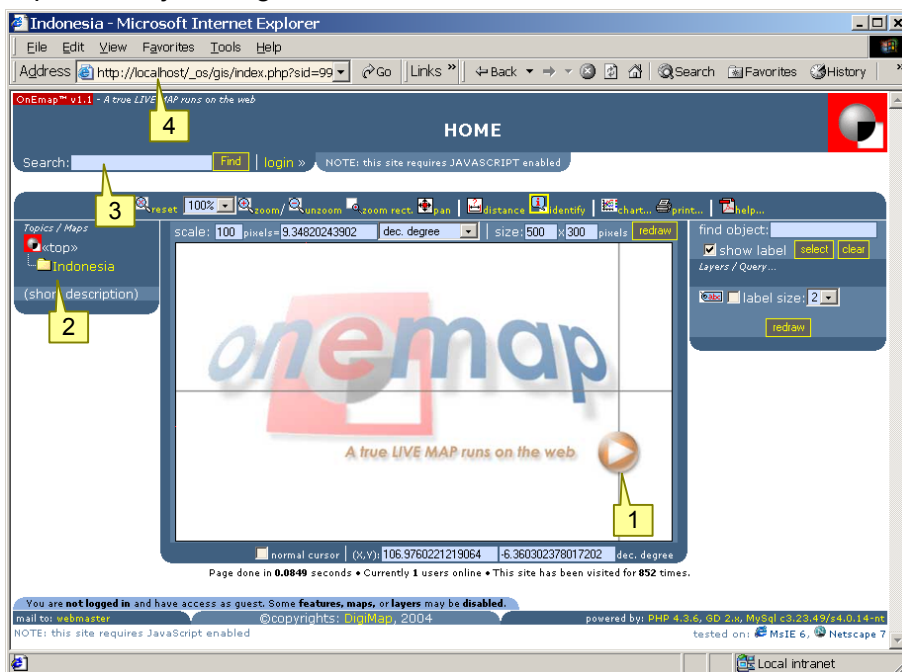 Indonesia - Microsoft Internet Explorer
File Edit View Favorites Tools Help
Address http://localhost/_os/gis/index.php?sid=99 Go Links » Back Search Favorites History »
OnEmap™ v1.1 - A true LIVE MAP runs on the web
4
HOME
Search: Find login » NOTE: this site requires JAVASCRIPT enabled
3
reset 100% zoom/ unzoom zoom rect. pan distance identify chart... print... help...
Topics / Maps
«top»
Indonesia
(short description)
2
scale: 100 pixels= 9.34820243902 dec. degree size: 500 x 300 pixels redraw
find object:
show label select clear
Layers / Query...
abc label size: 2
redraw
onemap
A true LIVE MAP runs on the web
1
normal cursor (X,Y): 106.9760221219064 -6.360302378017202 dec. degree
Page done in 0.0849 seconds • Currently 1 users online • This site has been visited for 852 times.
You are not logged in and have access as guest. Some features, maps, or layers may be disabled.
mail to: webmaster ©copyrights: DigiMap, 2004 powered by: PHP 4.3.6, GD 2.x, MySql c3.23.49/s4.0.14-nt
NOTE: this site requires JavaScript enabled tested on: MsIE 6, Netscape 7
Local intranet